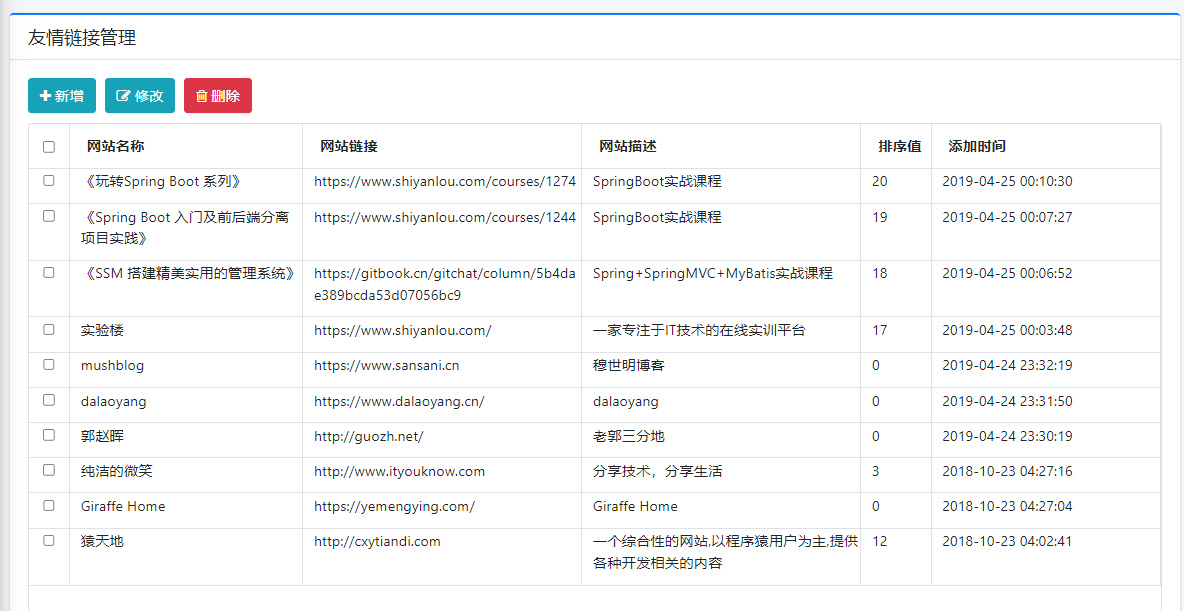 友情链接管理
新增 修改 删除
网站名称 网站链接 网站描述 排序值 添加时间
《玩转Spring Boot 系列》 https://www.shiyanlou.com/courses/1274 SpringBoot实战课程 20 2019-04-25 00:10:30
《Spring Boot 入门及前后端分离 https://www.shiyanlou.com/courses/1244 SpringBoot实战课程 19 2019-04-25 00:07:27
项目实践》
《SSM 搭建精美实用的管理系统》 https://gitbook.cn/gitchat/column/5b4da Spring+SpringMVC+MyBatis实战课程 18 2019-04-25 00:06:52
e389bcda53d07056bc9
实验楼 https://www.shiyanlou.com/ 一家专注于IT技术的在线实训平台 17 2019-04-25 00:03:48
mushblog https://www.sansani.cn 穆世明博客 0 2019-04-24 23:32:19
dalaoyang https://www.dalaoyang.cn/ dalaoyang 0 2019-04-24 23:31:50
郭赵晖 http://guozh.net/ 老郭三分地 0 2019-04-24 23:30:19
纯洁的微笑 http://www.ityouknow.com 分享技术，分享生活 3 2018-10-23 04:27:16
Giraffe Home https://yemengying.com/ Giraffe Home 0 2018-10-23 04:27:04
猿天地 http://cxytiandi.com 一个综合性的网站,以程序猿用户为主,提供 12 2018-10-23 04:02:41
各种开发相关的内容